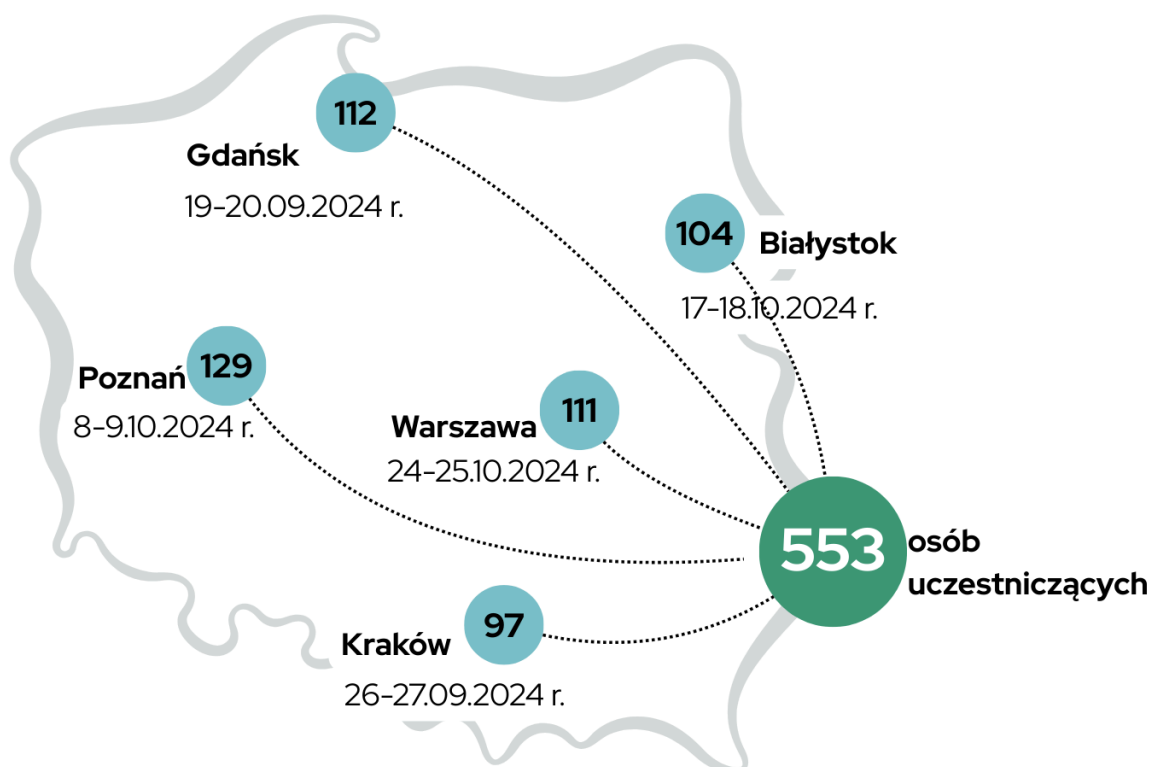 112
Gdańsk
19-20.09.2024 r.
104
Białystok
17-18.10.2024 r.
129
Poznań
8-9.10.2024 r.
111
Warszawa
24-25.10.2024 r.
553
osób
uczestniczących
97
Kraków
26-27.09.2024 r.